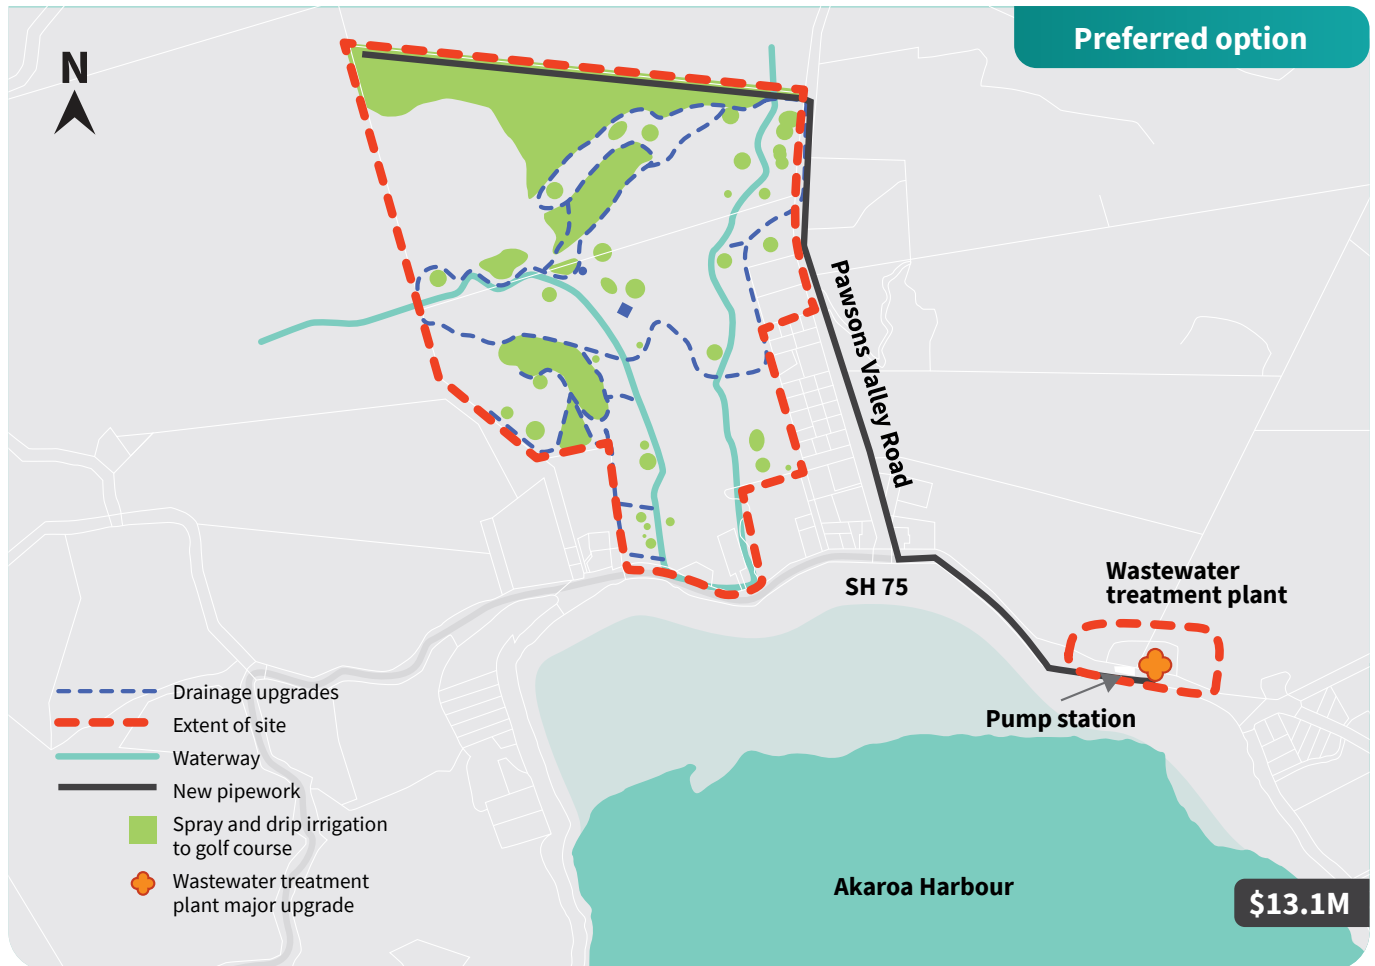 Preferred option
N
Pawsons Valley Road
SH 75
Wastewater
treatment plant
Pump station
Drainage upgrades
Extent of site
Waterway
New pipework
Spray and drip irrigation
to golf course
Wastewater treatment
plant major upgrade
Akaroa Harbour
$13.1M